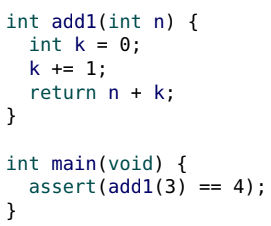 int add1(int n) {
  int k = 0;
  k += 1;
  return n + k;
}

int main(void) {
  assert(add1(3) == 4);
}